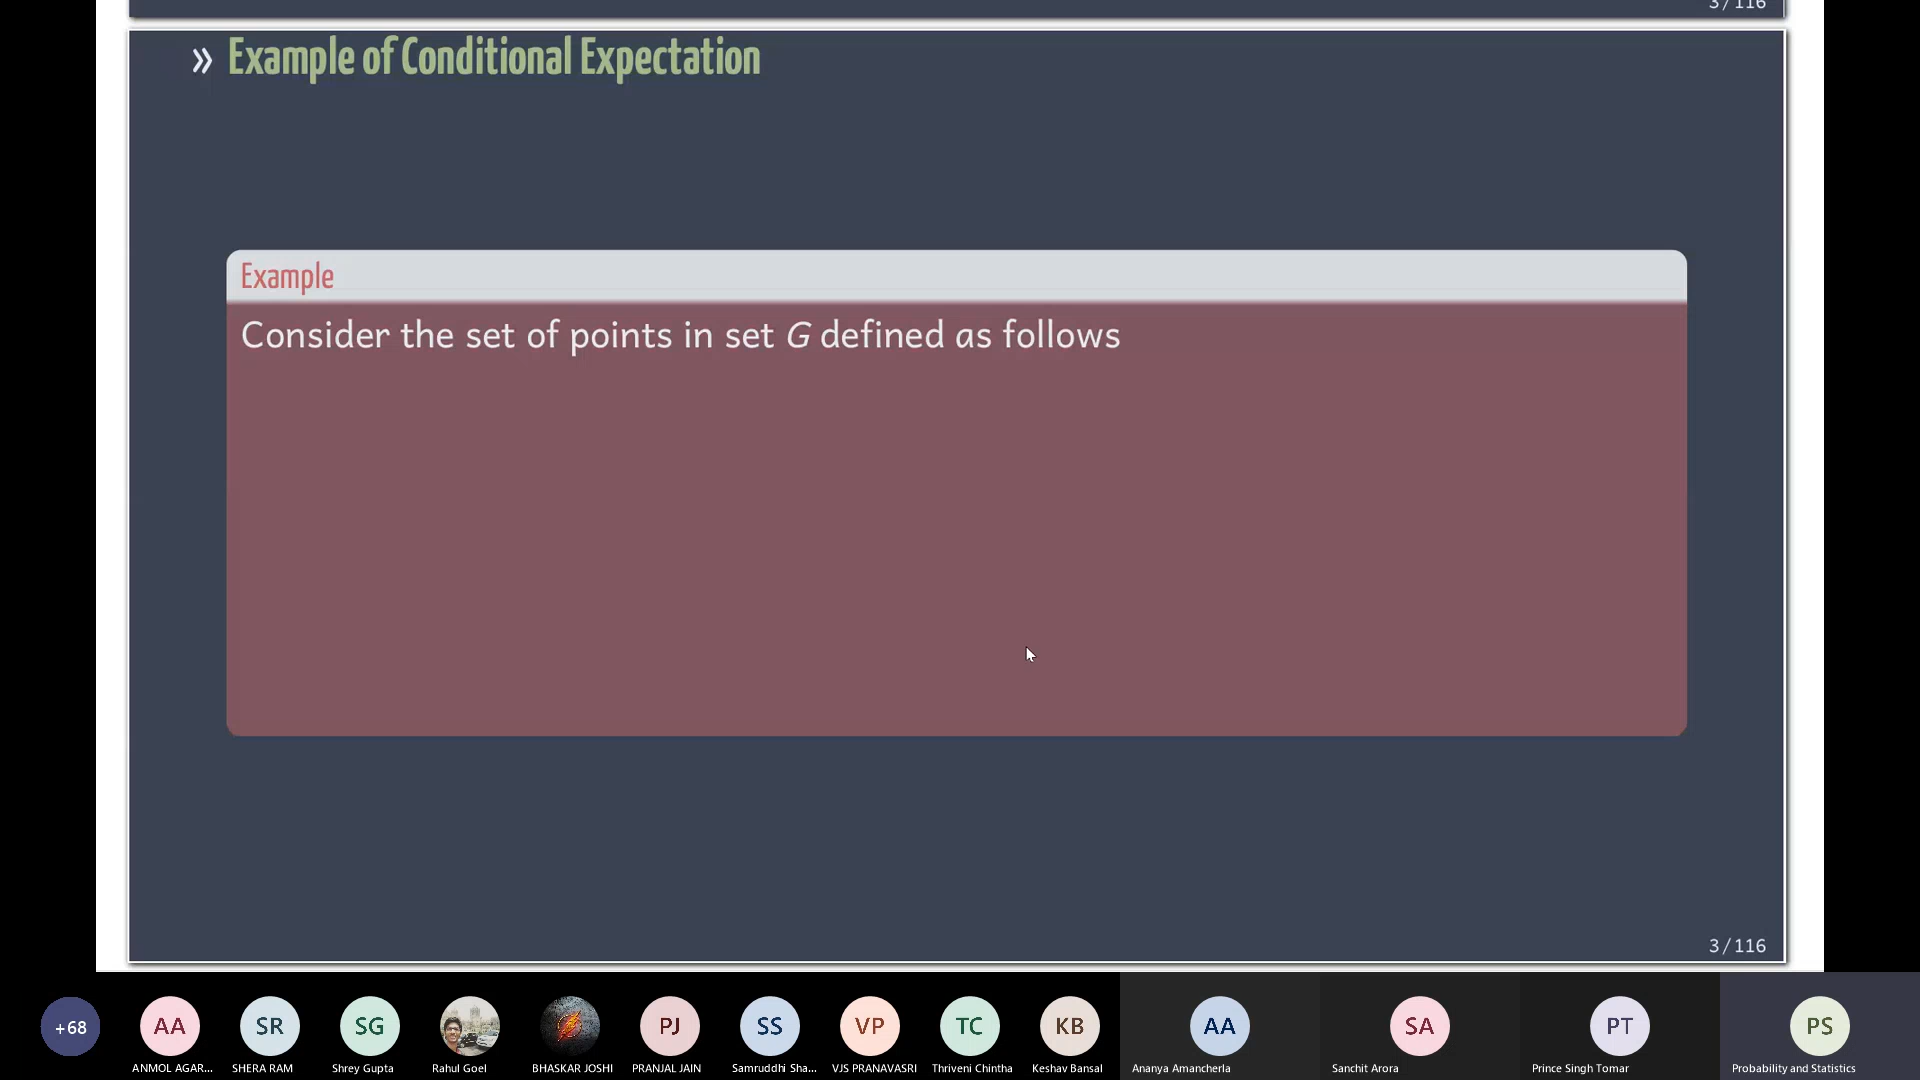 3/116
» Example of Conditional Expectation
Example
Consider the set of points in set G defined as follows
3/116
+68
AA
SR
SG
PJ
SS
VP
TC
KB
AA
SA
PT
PS
ANMOL AGAR...
SHERA RAM
Shrey Gupta
Rahul Goel
BHASKAR JOSHI
PRANJAL JAIN
Samruddhi Sha...
VJS PRANAVASRI
Thriveni Chintha
Keshav Bansal
Ananya Amancherla
Sanchit Arora
Prince Singh Tomar
Probability and Statistics